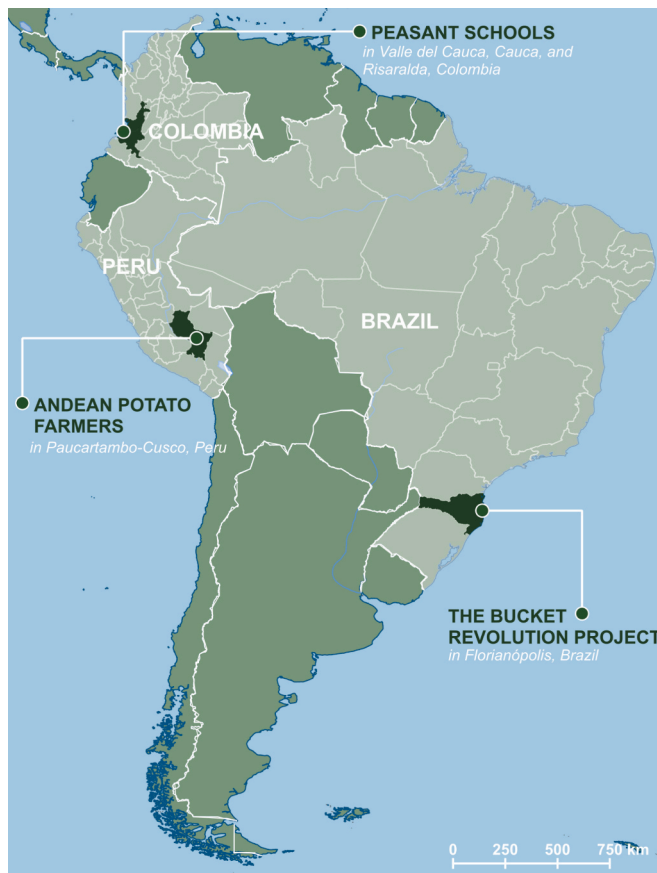 PEASANT SCHOOLS
in Valle del Cauca, Cauca, and
Risaralda, Colombia
COLOMBIA
PERU
BRAZIL
ANDEAN POTATO
FARMERS
in Paucartambo-Cusco, Peru
THE BUCKET
REVOLUTION PROJECT
in Florianópolis, Brazil
0 250 500 750 km